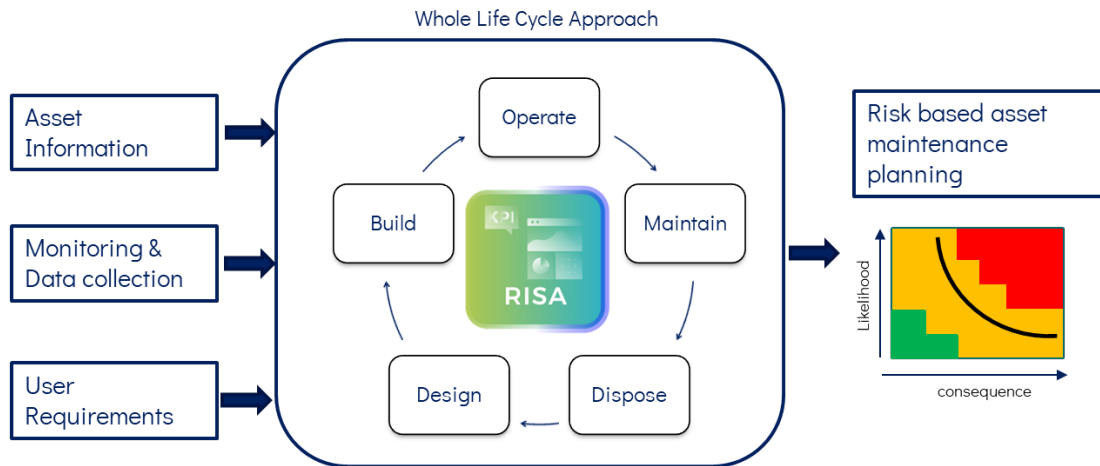 Whole Life Cycle Approach
Asset
Information
Monitoring &
Data collection
User
Requirements
Operate
Build
Maintain
Design
Dispose
KPI
RISA
Risk based asset
maintenance
planning
Likelihood
consequence